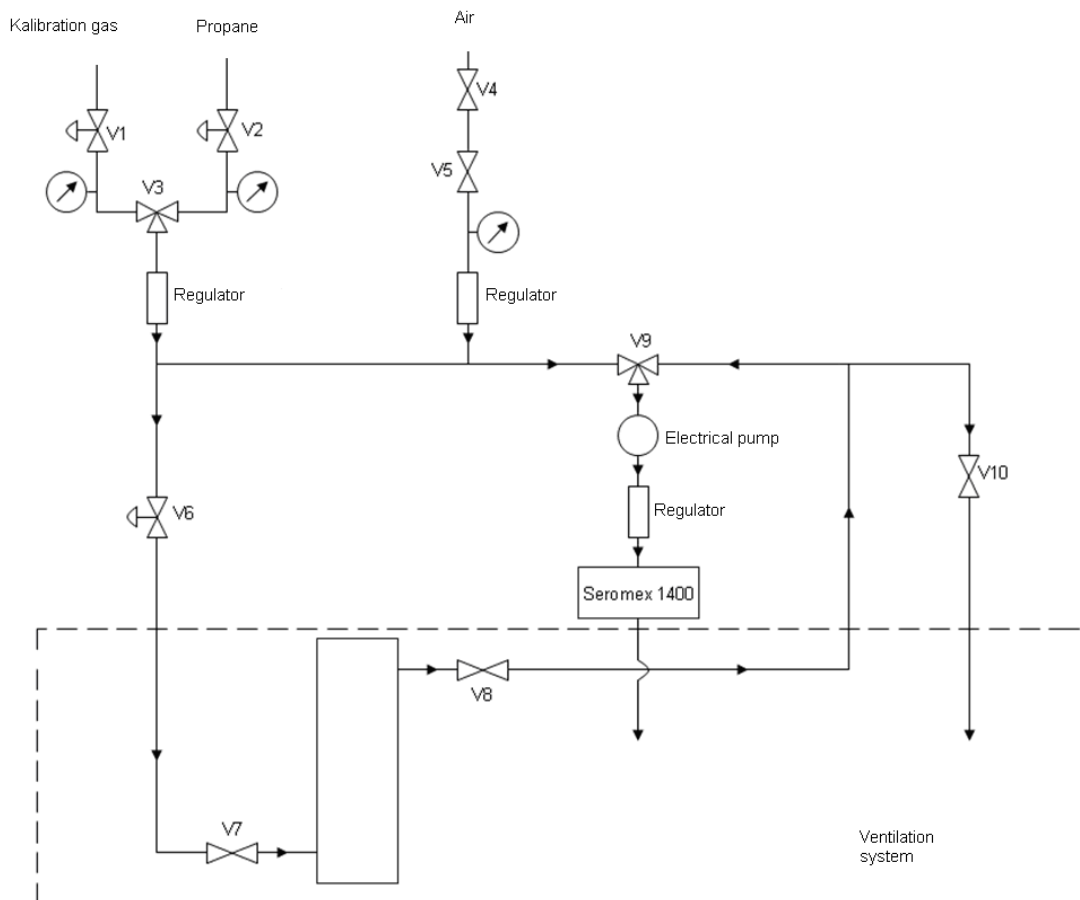 Kalibration gas
Propane
Air
V1
V2
V4
V3
V5
Regulator
Regulator
V9
Electrical pump
V10
V6
Regulator
Seromex 1400
V8
V7
Ventilation
system